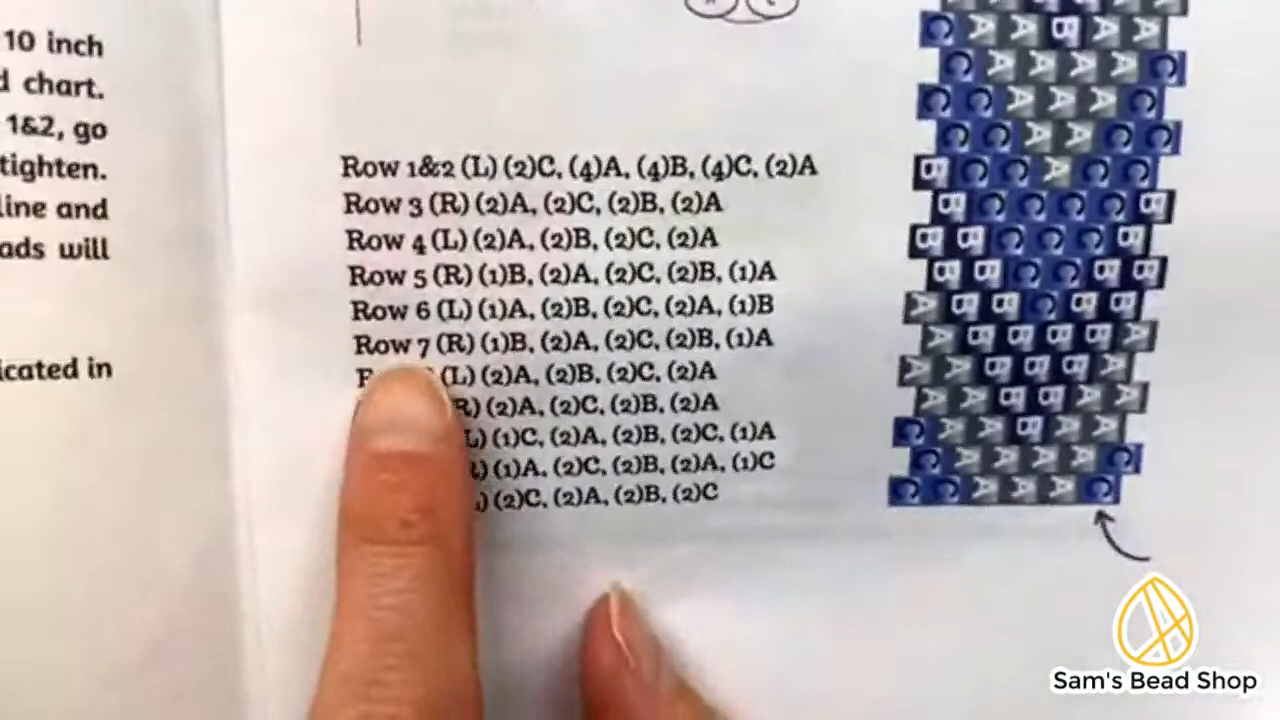 10 inch
chart.
1&2, go
tighten.
line and
ads will
icated in
Row 1&2 (L) (2)C, (4)A, (4)B, (4)C, (2)A
Row 3 (R) (2)A, (2)C, (2)B, (2)A
Row 4 (L) (2)A, (2)B, (2)C, (2)A
Row 5 (R) (1)B, (2)A, (2)C, (2)B, (1)A
Row 6 (L) (1)A, (2)B, (2)C, (2)A, (1)B
Row 7 (R) (1)B, (2)A, (2)C, (2)B, (1)A
(L) (2)A, (2)B, (2)C, (2)A
R) (2)A, (2)C, (2)B, (2)A
L) (1)C, (2)A, (2)B, (2)C, (1)A
) (1)A, (2)C, (2)B, (2)A, (1)C
) (2)C, (2)A, (2)B, (2)C
C A A B A A
C A A A A C
C C A A A C
C C A A C C
B C C A C C
B C C C C B
B B C C C B
B B C C B B
A B B C B B
A B B B B A
A A B B B A
A A B B A A
C A A B A A
C A A A A C
C C A A A C
Sam's Bead Shop